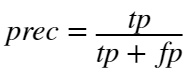 prec = tp / (tp + fp)